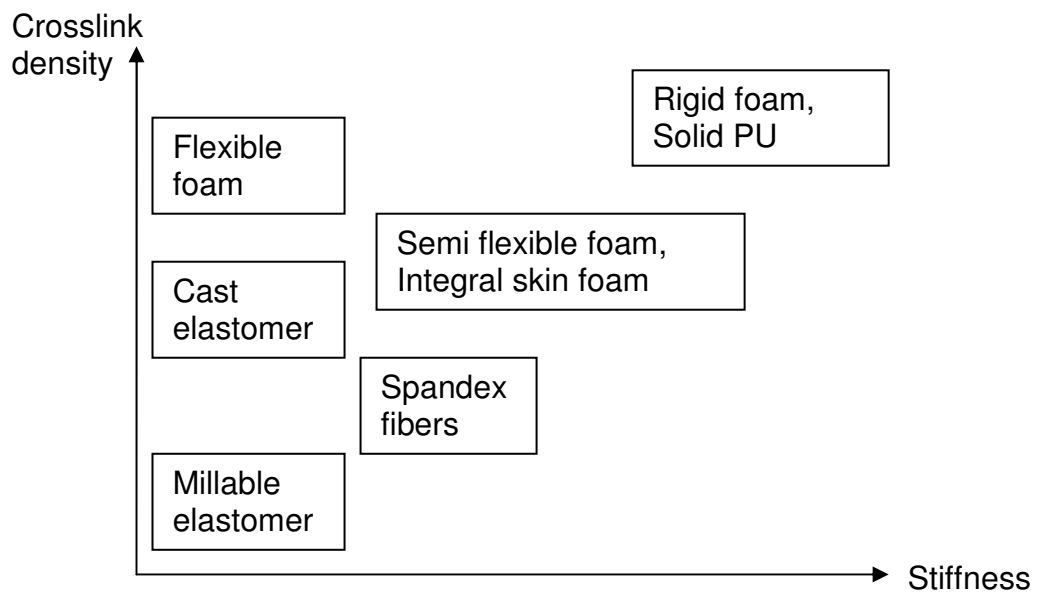 Crosslink
density
Rigid foam,
Solid PU
Flexible
foam
Semi flexible foam,
Integral skin foam
Cast
elastomer
Spandex
fibers
Millable
elastomer
Stiffness